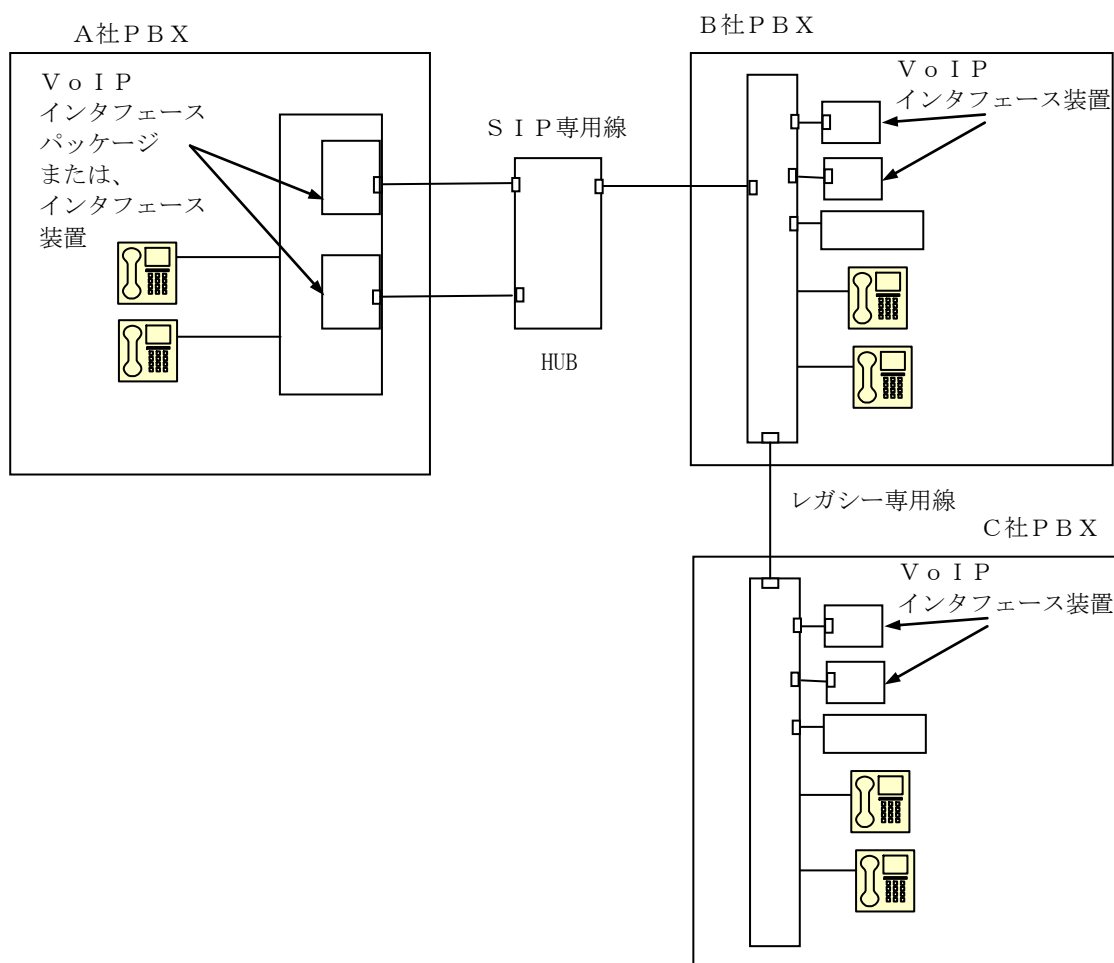 A社ＰＢＸ
ＶｏＩＰ
インタフェース
パッケージ
または、
インタフェース
装置
ＳＩＰ専用線
HUB
B社ＰＢＸ
ＶｏＩＰ
インタフェース装置
レガシー専用線
C社ＰＢＸ
ＶｏＩＰ
インタフェース装置